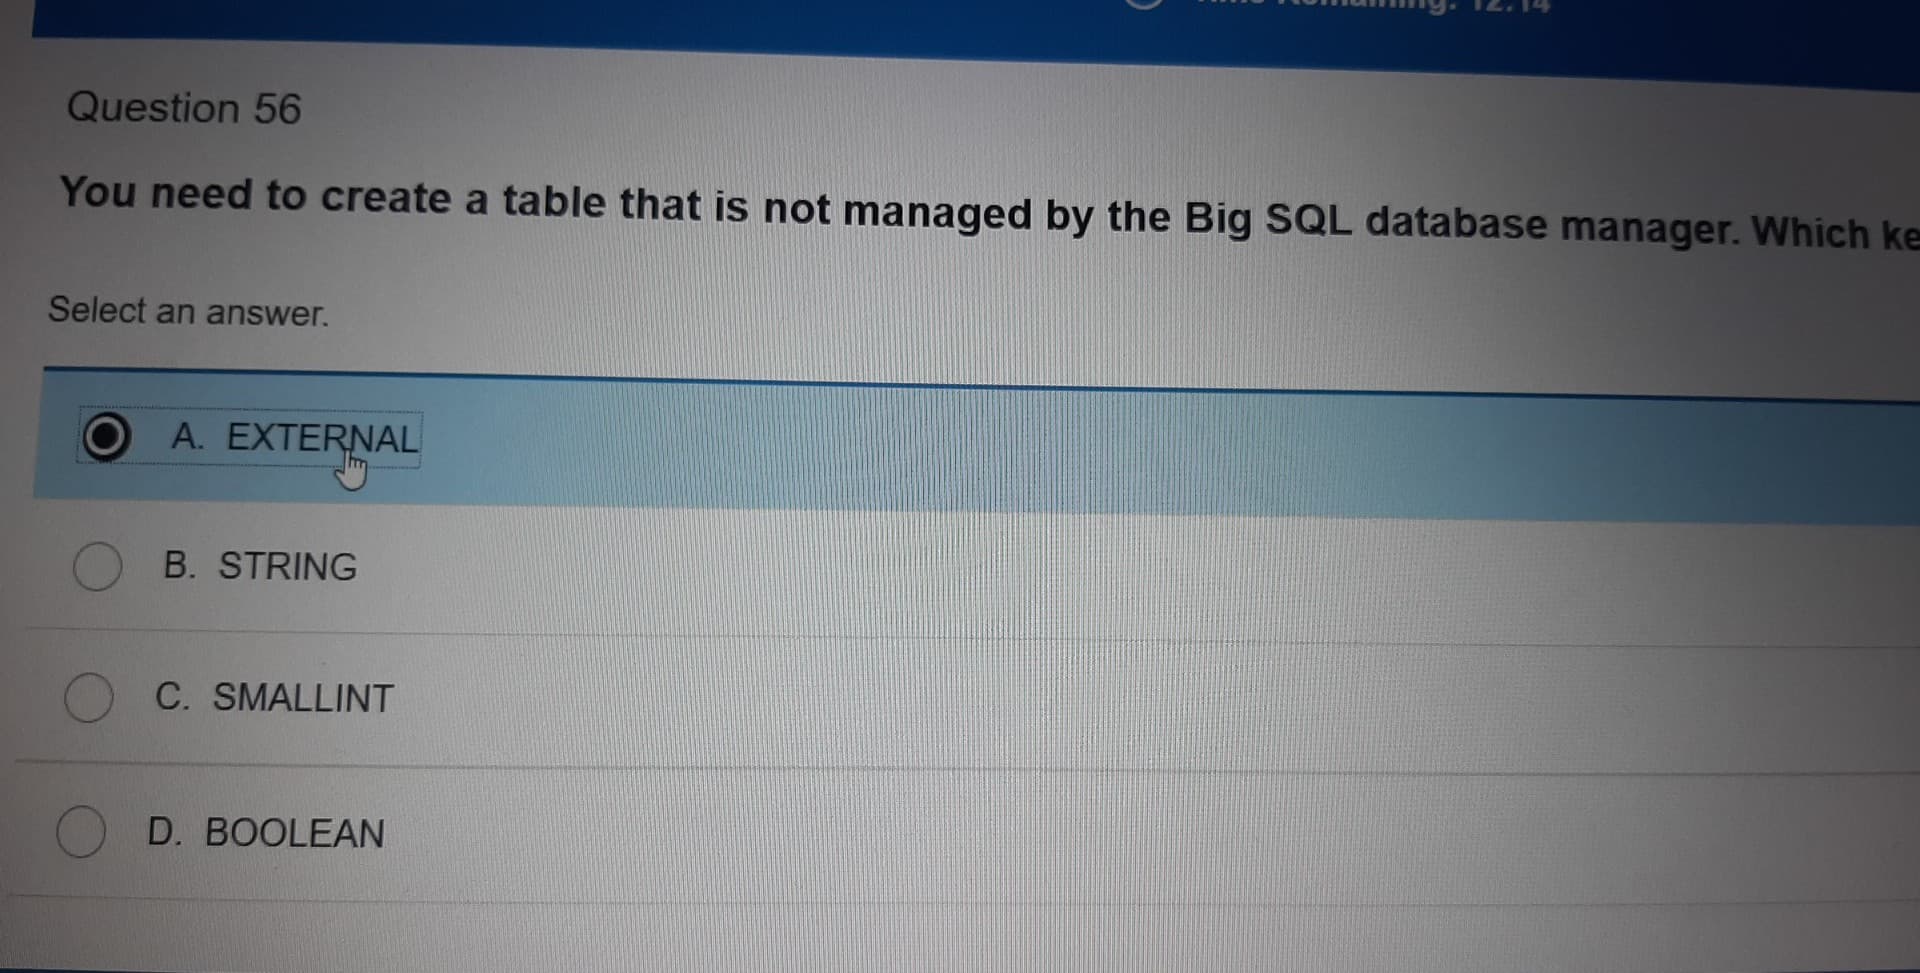 Remaining: 12:14
Question 56
You need to create a table that is not managed by the Big SQL database manager. Which ke
Select an answer.
A. EXTERNAL
B. STRING
C. SMALLINT
D. BOOLEAN